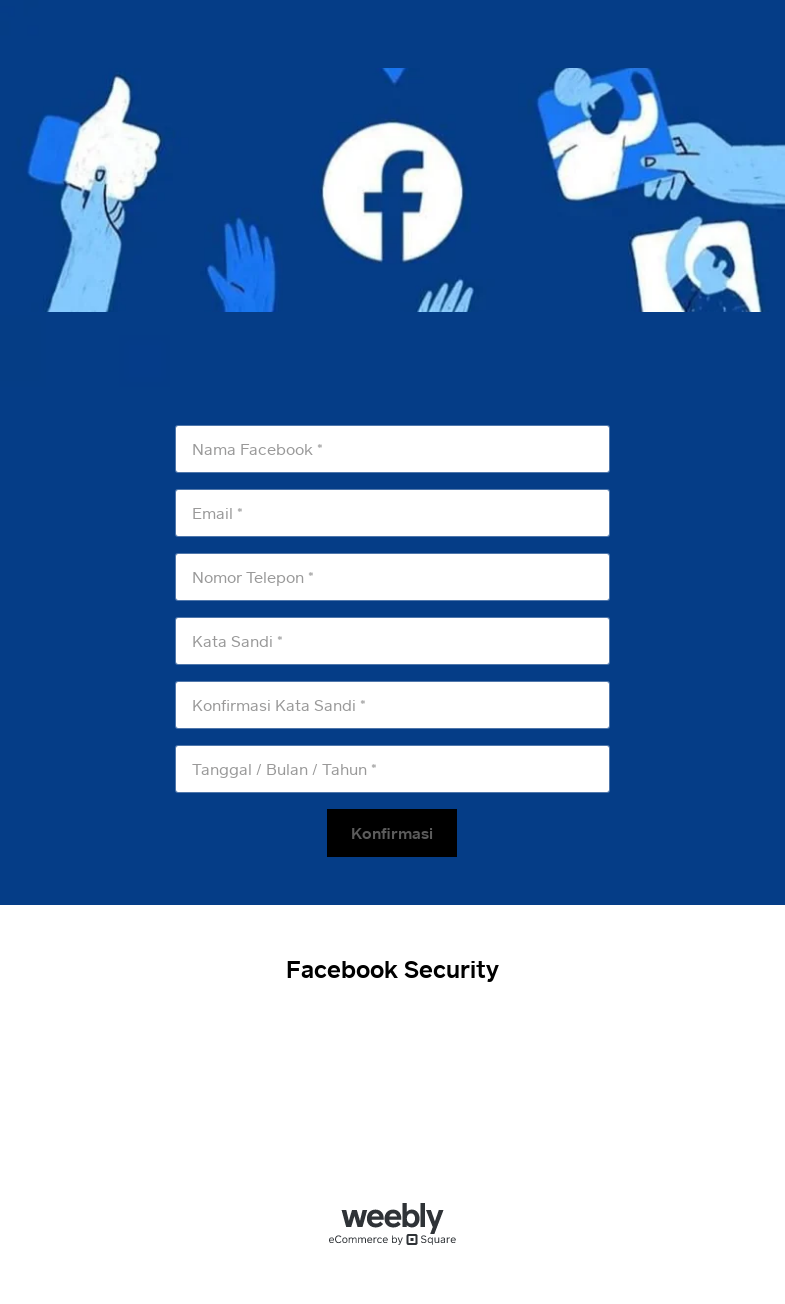 Nama Facebook *
Email *
Nomor Telepon *
Kata Sandi *
Konfirmasi Kata Sandi *
Tanggal / Bulan / Tahun *
Konfirmasi
Facebook Security
weebly
eCommerce by Square